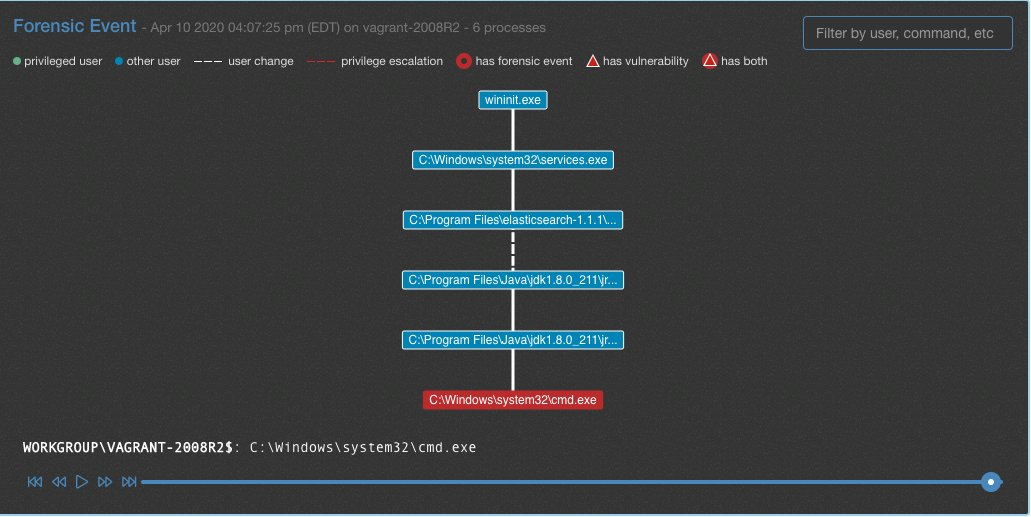 Forensic Event - Apr 10 2020 04:07:25 pm (EDT) on vagrant-2008R2 - 6 processes
Filter by user, command, etc
privileged user other user user change privilege escalation has forensic event has vulnerability has both
wininit.exe
C:\Windows\system32\services.exe
C:\Program Files\elasticsearch-1.1.1\...
C:\Program Files\Java\jdk1.8.0_211\jr...
C:\Program Files\Java\jdk1.8.0_211\jr...
C:\Windows\system32\cmd.exe
WORKGROUP\VAGRANT-2008R2$: C:\Windows\system32\cmd.exe